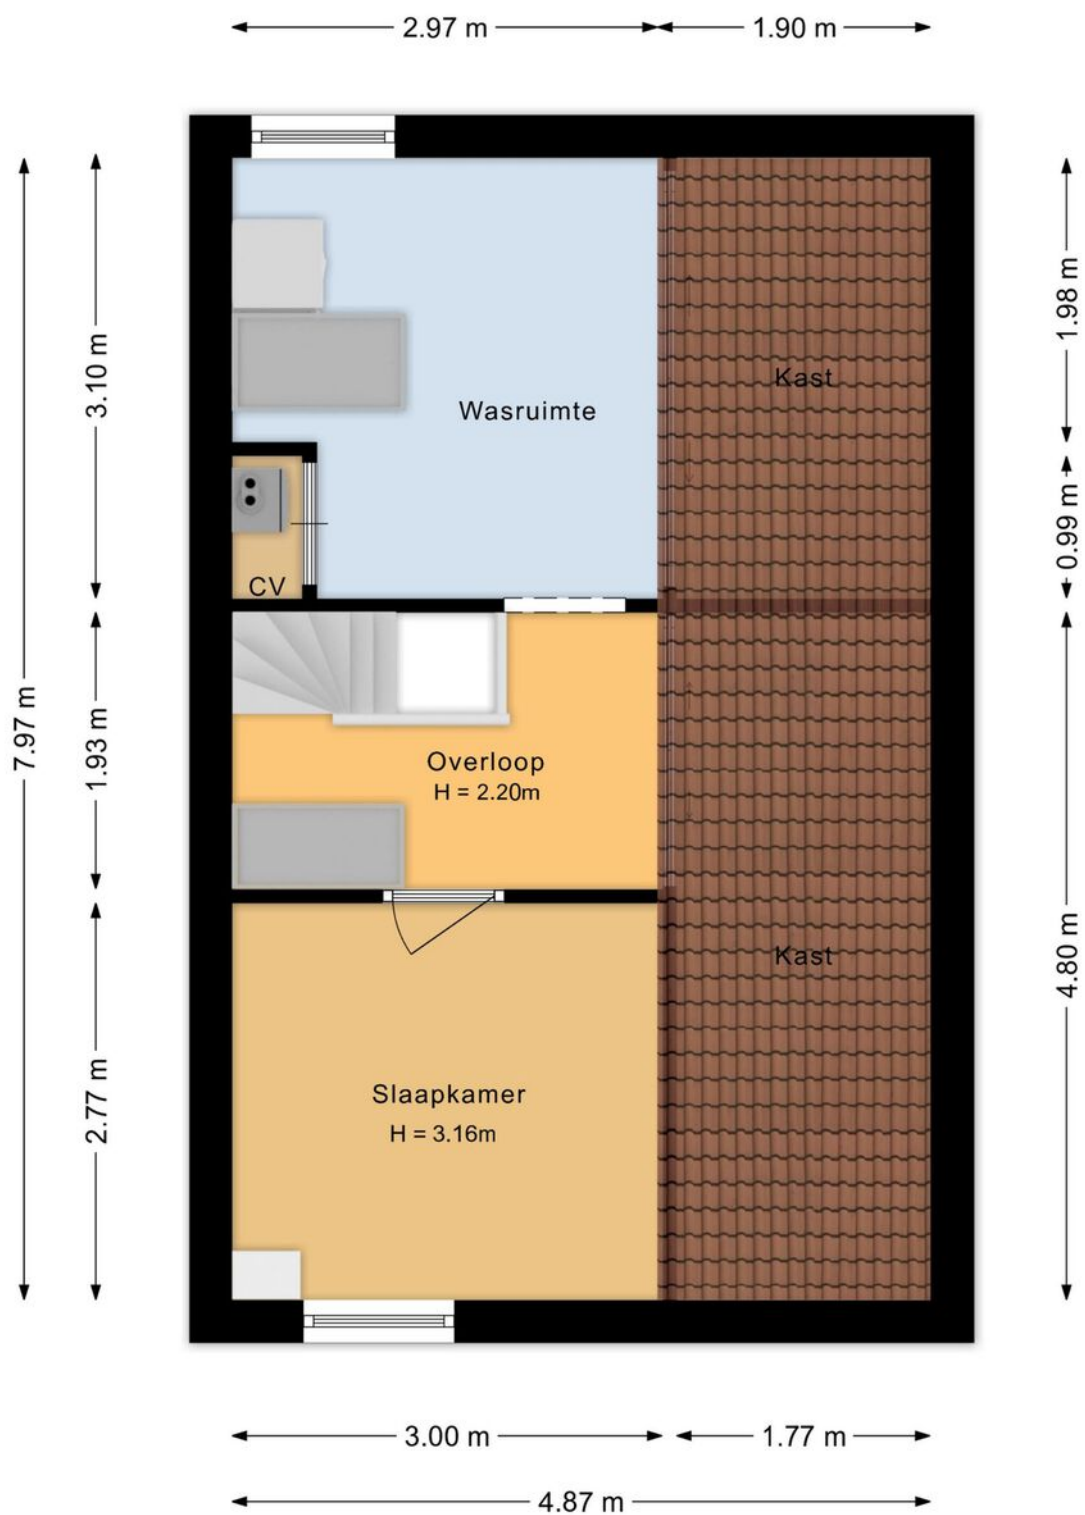 2.97 m
1.90 m
7.97 m
3.10 m
1.93 m
2.77 m
Wasruimte
Kast
CV
Overloop
H = 2.20m
Kast
Slaapkamer
H = 3.16m
1.98 m
0.99 m
4.80 m
3.00 m
1.77 m
4.87 m